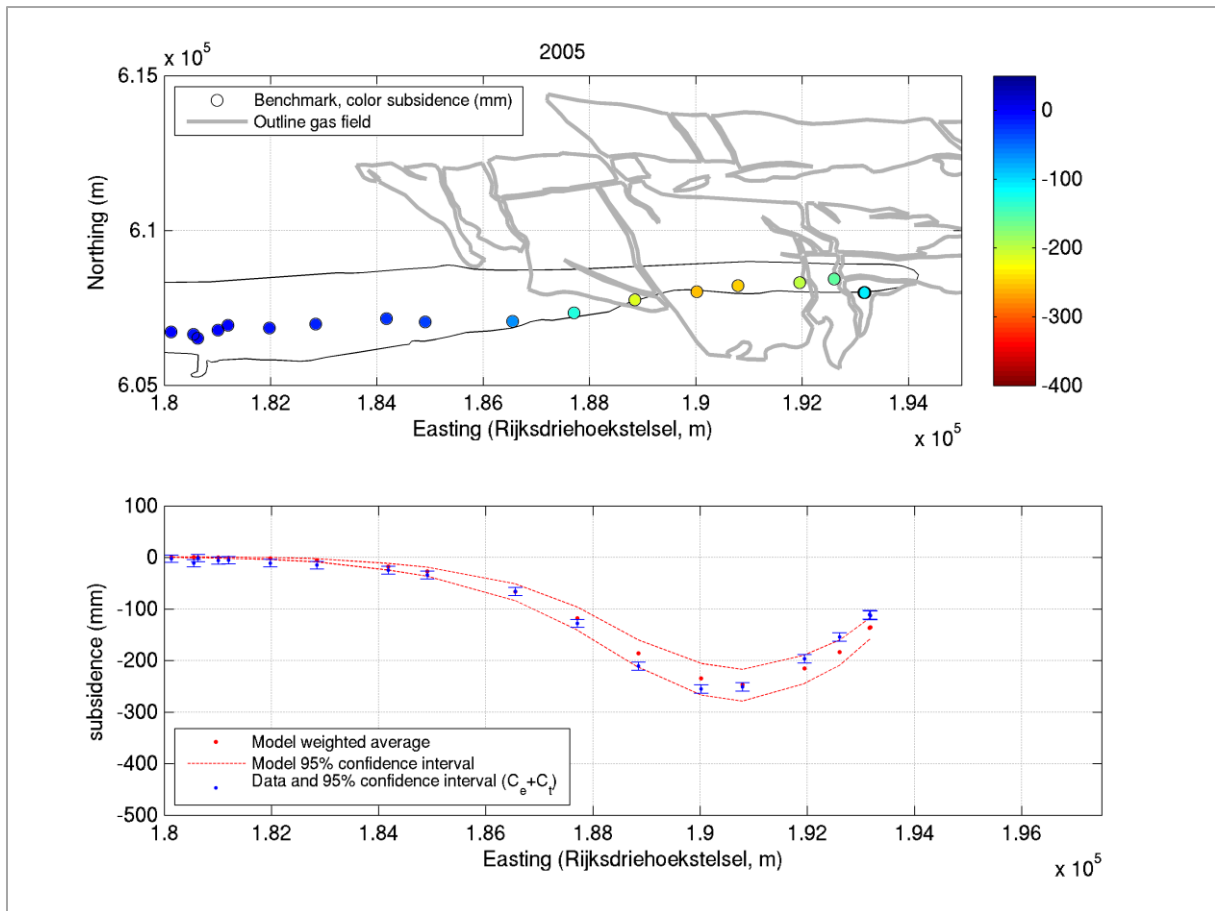 2005
x 10^5
6.15
6.1
6.05
Northing (m)
Benchmark, color subsidence (mm)
Outline gas field
1.8 1.82 1.84 1.86 1.88 1.9 1.92 1.94
Easting (Rijksdriehoekstelsel, m)
x 10^5
0
-100
-200
-300
-400
100
0
-100
-200
-300
-400
-500
subsidence (mm)
Model weighted average
Model 95% confidence interval
Data and 95% confidence interval (C_e+C_t)
1.8 1.82 1.84 1.86 1.88 1.9 1.92 1.94 1.96
Easting (Rijksdriehoekstelsel, m)
x 10^5